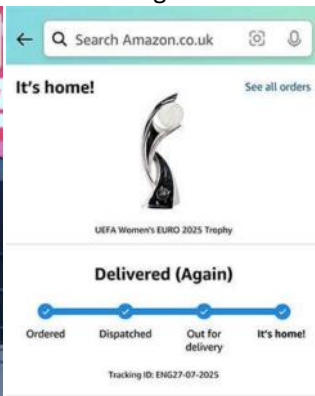 Search Amazon.co.uk
It's home!
See all orders
UEFA Women's EURO 2025 Trophy
Delivered (Again)
Ordered
Dispatched
Out for
delivery
It's home!
Tracking ID: ENG27-07-2025